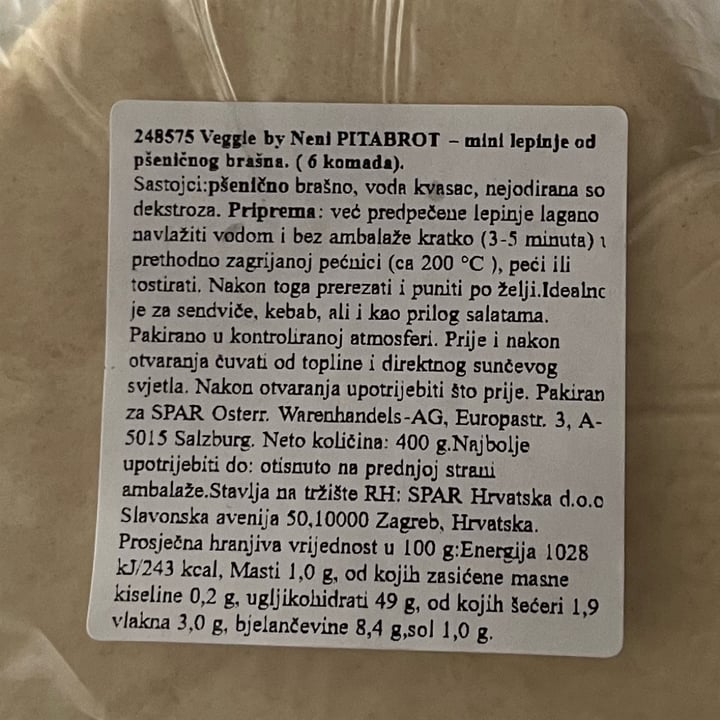 248575 Veggie by Neni PITABROT – mini lepinje od
pšeničnog brašna. ( 6 komada).
Sastojci:pšenično brašno, voda kvasac, nejodirana so
dekstroza. Priprema: već predpečene lepinje lagano
navlažiti vodom i bez ambalaže kratko (3-5 minuta) ı
prethodno zagrijanoj pećnici (ca 200 °C ), peći ili
tostirati. Nakon toga prerezati i puniti po želji.Idealnc
je za sendviče, kebab, ali i kao prilog salatama.
Pakirano u kontroliranoj atmosferi. Prije i nakon
otvaranja čuvati od topline i direktnog sunčevog
svjetla. Nakon otvaranja upotrijebiti što prije. Pakiran
za SPAR Osterr. Warenhandels-AG, Europastr. 3, A-
5015 Salzburg. Neto količina: 400 g.Najbolje
upotrijebiti do: otisnuto na prednjoj strani
ambalaže.Stavlja na tržište RH: SPAR Hrvatska d.o.o
Slavonska avenija 50,10000 Zagreb, Hrvatska.
Prosječna hranjiva vrijednost u 100 g:Energija 1028
kJ/243 kcal, Masti 1,0 g, od kojih zasićene masne
kiseline 0,2 g, ugljikohidrati 49 g, od kojih šećeri 1,9
vlakna 3,0 g, bjelančevine 8,4 g,sol 1,0 g.